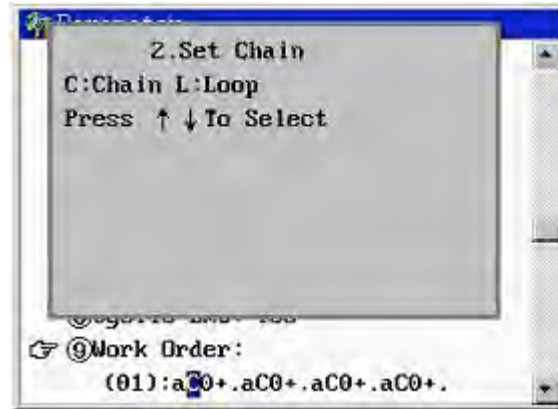 2.Set Chain
C:Chain L:Loop
Press ↑ ↓ To Select
⑨Work Order:
(01):aC0+.aC0+.aC0+.aC0+.